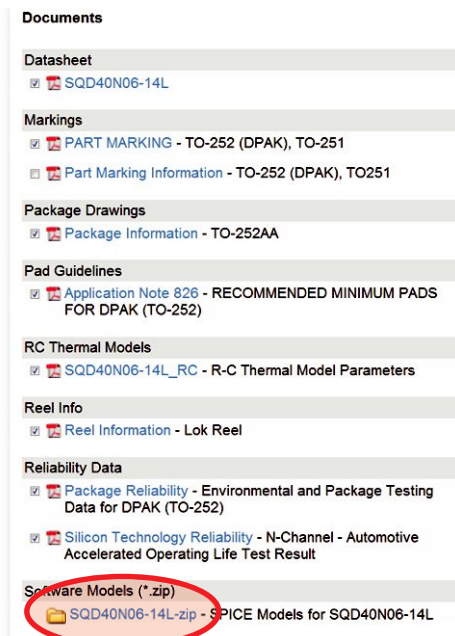 Documents
Datasheet
SQD40N06-14L
Markings
PART MARKING - TO-252 (DPAK), TO-251
Part Marking Information - TO-252 (DPAK), TO251
Package Drawings
Package Information - TO-252AA
Pad Guidelines
Application Note 826 - RECOMMENDED MINIMUM PADS
FOR DPAK (TO-252)
RC Thermal Models
SQD40N06-14L_RC - R-C Thermal Model Parameters
Reel Info
Reel Information - Lok Reel
Reliability Data
Package Reliability - Environmental and Package Testing
Data for DPAK (TO-252)
Silicon Technology Reliability - N-Channel - Automotive
Accelerated Operating Life Test Result
Software Models (*.zip)
SQD40N06-14L-zip - SPICE Models for SQD40N06-14L